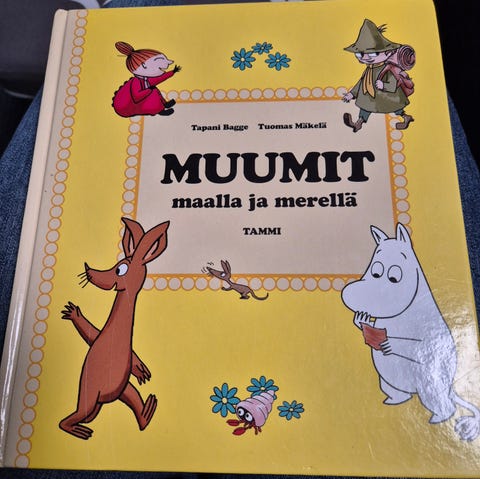 Tapani Bagge Tuomas Mäkelä
MUUMIT
maalla ja merellä
TAMMI